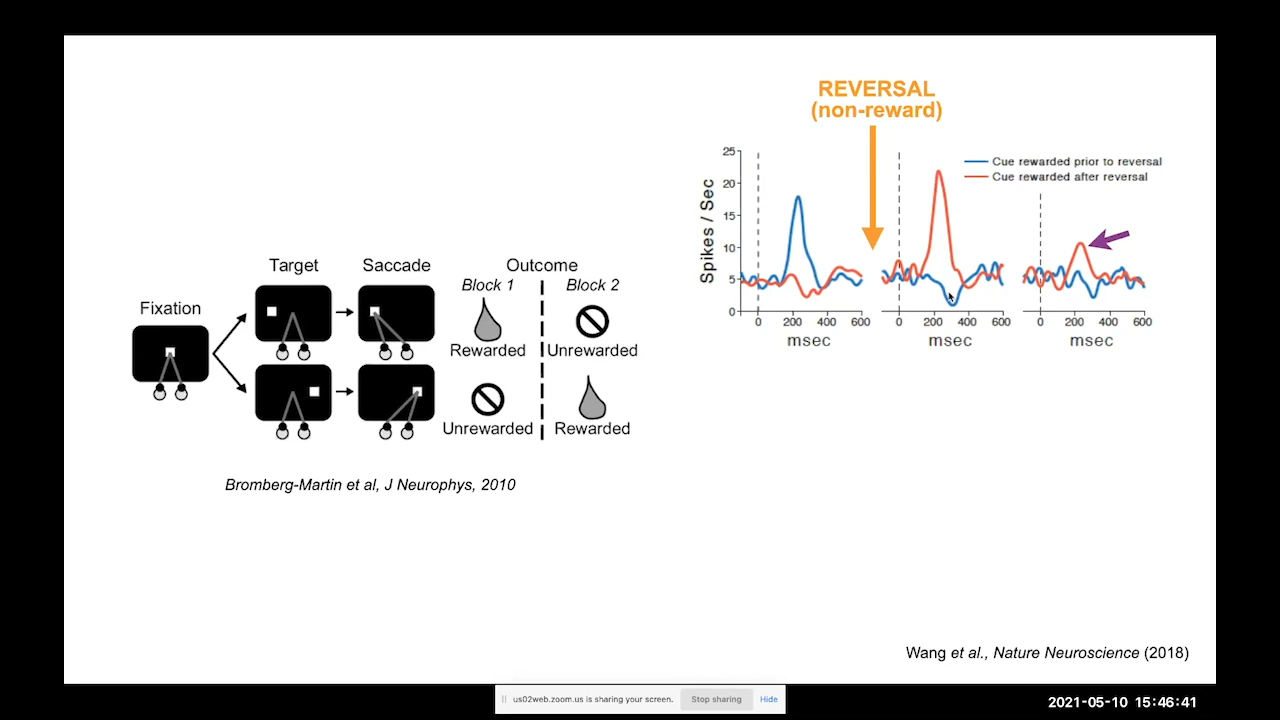 REVERSAL
(non-reward)
25
20
15
10
5
0
Spikes / Sec
Cue rewarded prior to reversal
Cue rewarded after reversal
0 200 400 600
0 200 400 600
0 200 400 600
msec
msec
msec
Target
Saccade
Outcome
Block 1
Block 2
Fixation
Rewarded
Unrewarded
Unrewarded
Rewarded
Bromberg-Martin et al, J Neurophys, 2010
Wang et al., Nature Neuroscience (2018)
us02web.zoom.us is sharing your screen.
Stop sharing
Hide
2021-05-10 15:46:41